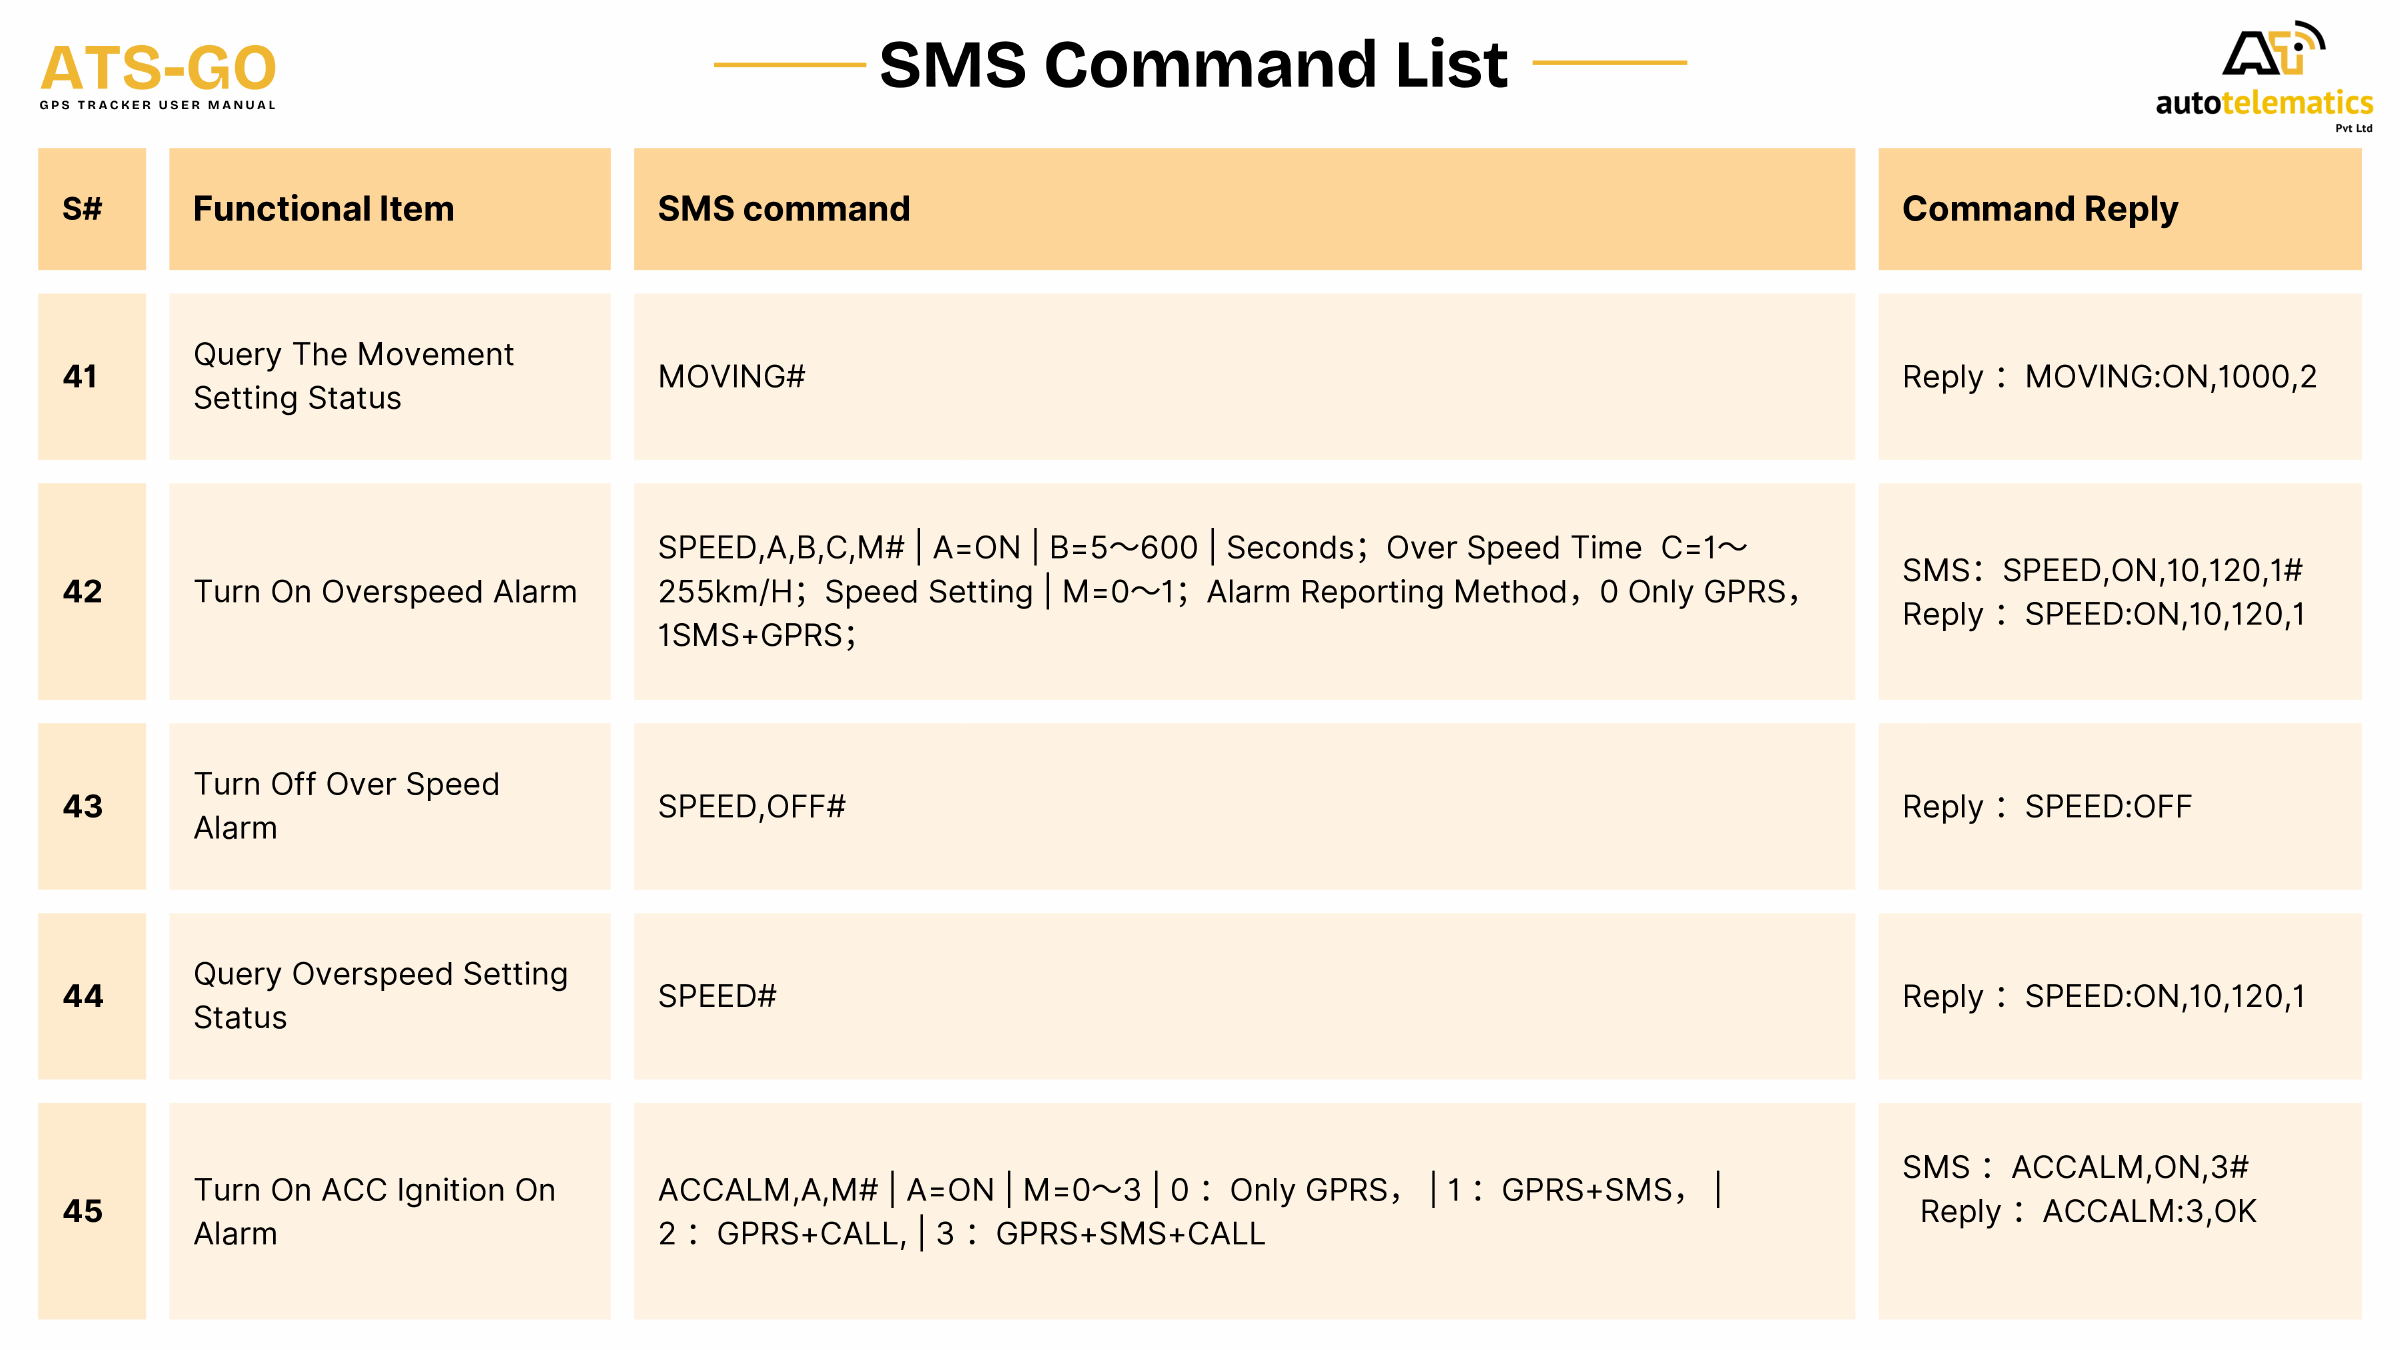 ATS-GO
GPS TRACKER USER MANUAL
SMS Command List
autotelematics
Pvt Ltd
S#
Functional Item
SMS command
Command Reply
41
Query The Movement
Setting Status
MOVING#
Reply： MOVING:ON,1000,2
42
Turn On Overspeed Alarm
SPEED,A,B,C,M# | A=ON | B=5～600 | Seconds；Over Speed Time  C=1～
255km/H；Speed Setting | M=0～1；Alarm Reporting Method，0 Only GPRS，
1SMS+GPRS；
SMS：SPEED,ON,10,120,1#
Reply： SPEED:ON,10,120,1
43
Turn Off Over Speed
Alarm
SPEED,OFF#
Reply： SPEED:OFF
44
Query Overspeed Setting
Status
SPEED#
Reply： SPEED:ON,10,120,1
45
Turn On ACC Ignition On
Alarm
ACCALM,A,M# | A=ON | M=0～3 | 0： Only GPRS， | 1： GPRS+SMS， |
2： GPRS+CALL, | 3： GPRS+SMS+CALL
SMS： ACCALM,ON,3#
Reply： ACCALM:3,OK